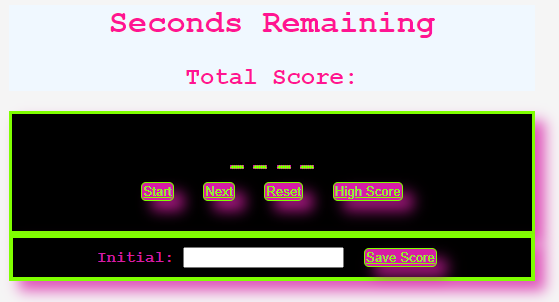 Seconds Remaining
Total Score:
_ _ _ _
Start Next Reset High Score
Initial: Save Score